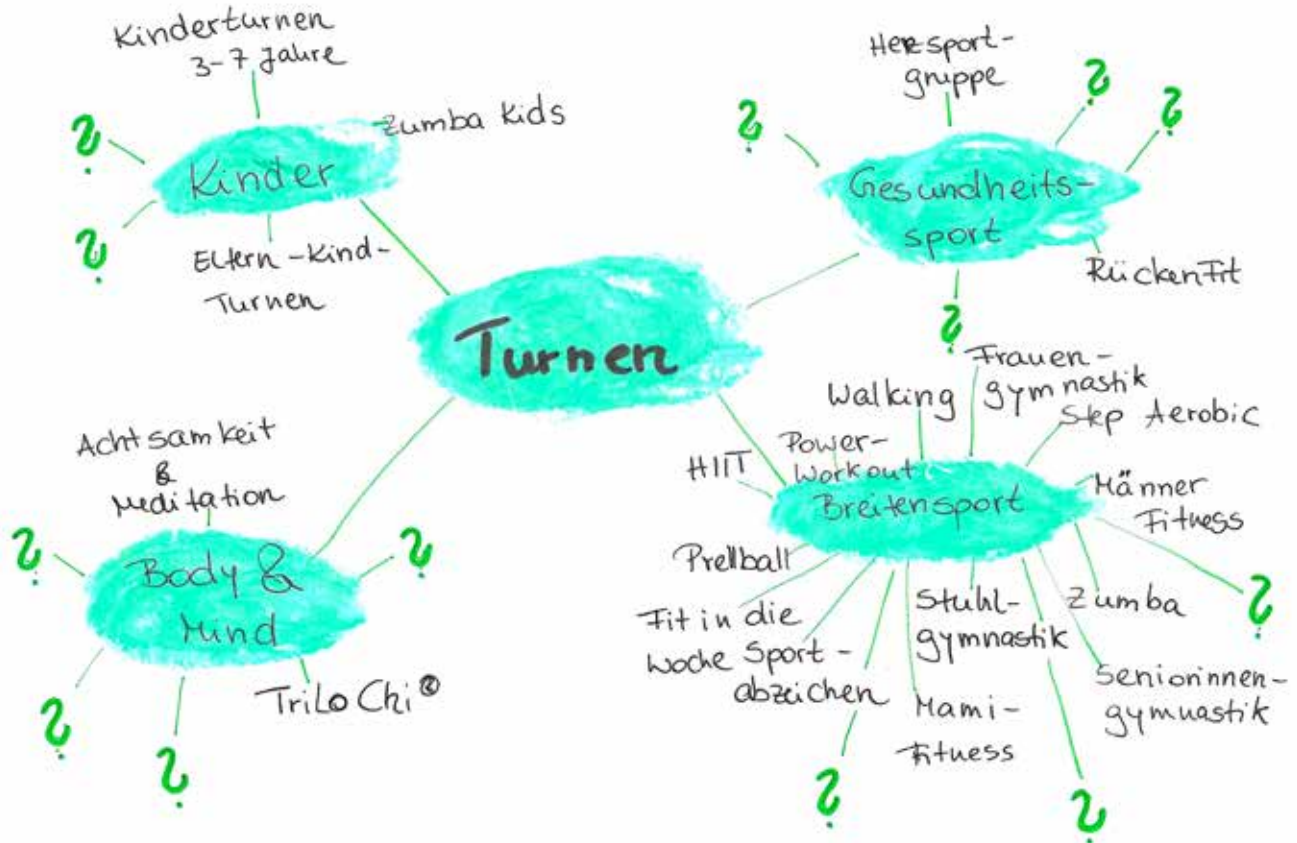 Kinderturnen
3-7 Jahre
Zumba Kids
?
Kinder
?
Eltern-Kind-
Turnen
Herzsport-
gruppe
?
?
?
Gesundheits-
sport
RückenFit
?
Turnen
Achtsamkeit
&
Meditation
?
?
Body &
Mind
TriLoChi®
?
?
Walking
Frauen-
gymnastik
Step Aerobic
HIIT
Power-
Workout
Breitensport
Männer
Fitness
Prellball
Fit in die
Woche
Sport-
abzeichen
Stuhl-
gymnastik
Zumba
?
Mami-
Fitness
Seniorinnen-
gymnastik
?
?